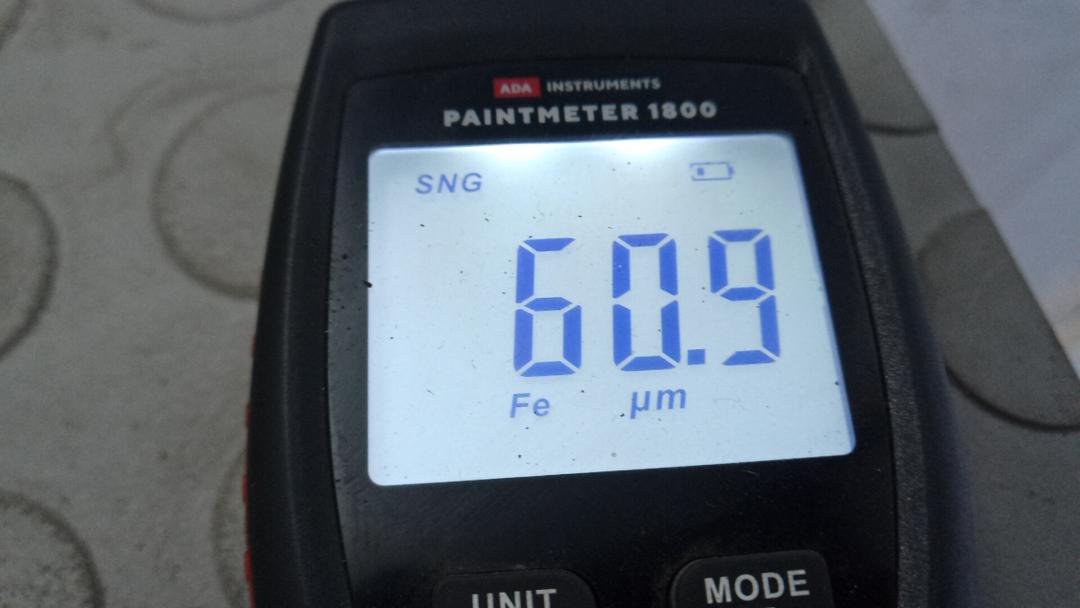 ADA INSTRUMENTS
PAINTMETER 1800
SNG
60.9
Fe µm
UNIT MODE